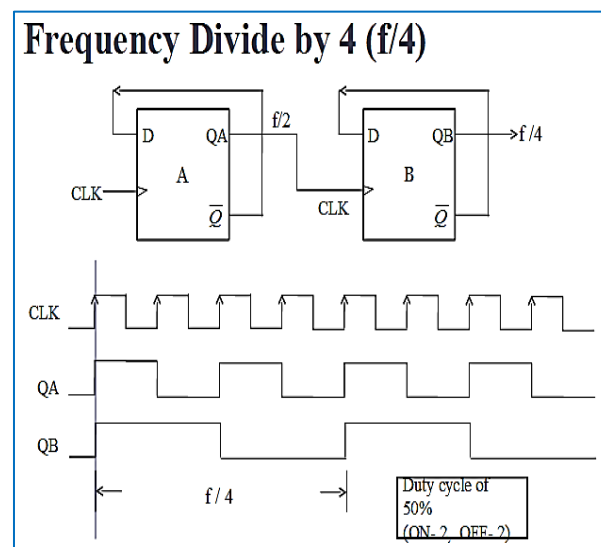 Frequency Divide by 4 (f/4)
f/2
D QA
D QB
f /4
A
B
CLK
CLK
Q̅
Q̅
CLK
QA
QB
f / 4
Duty cycle of
50%
(ON- 2, OFF- 2)